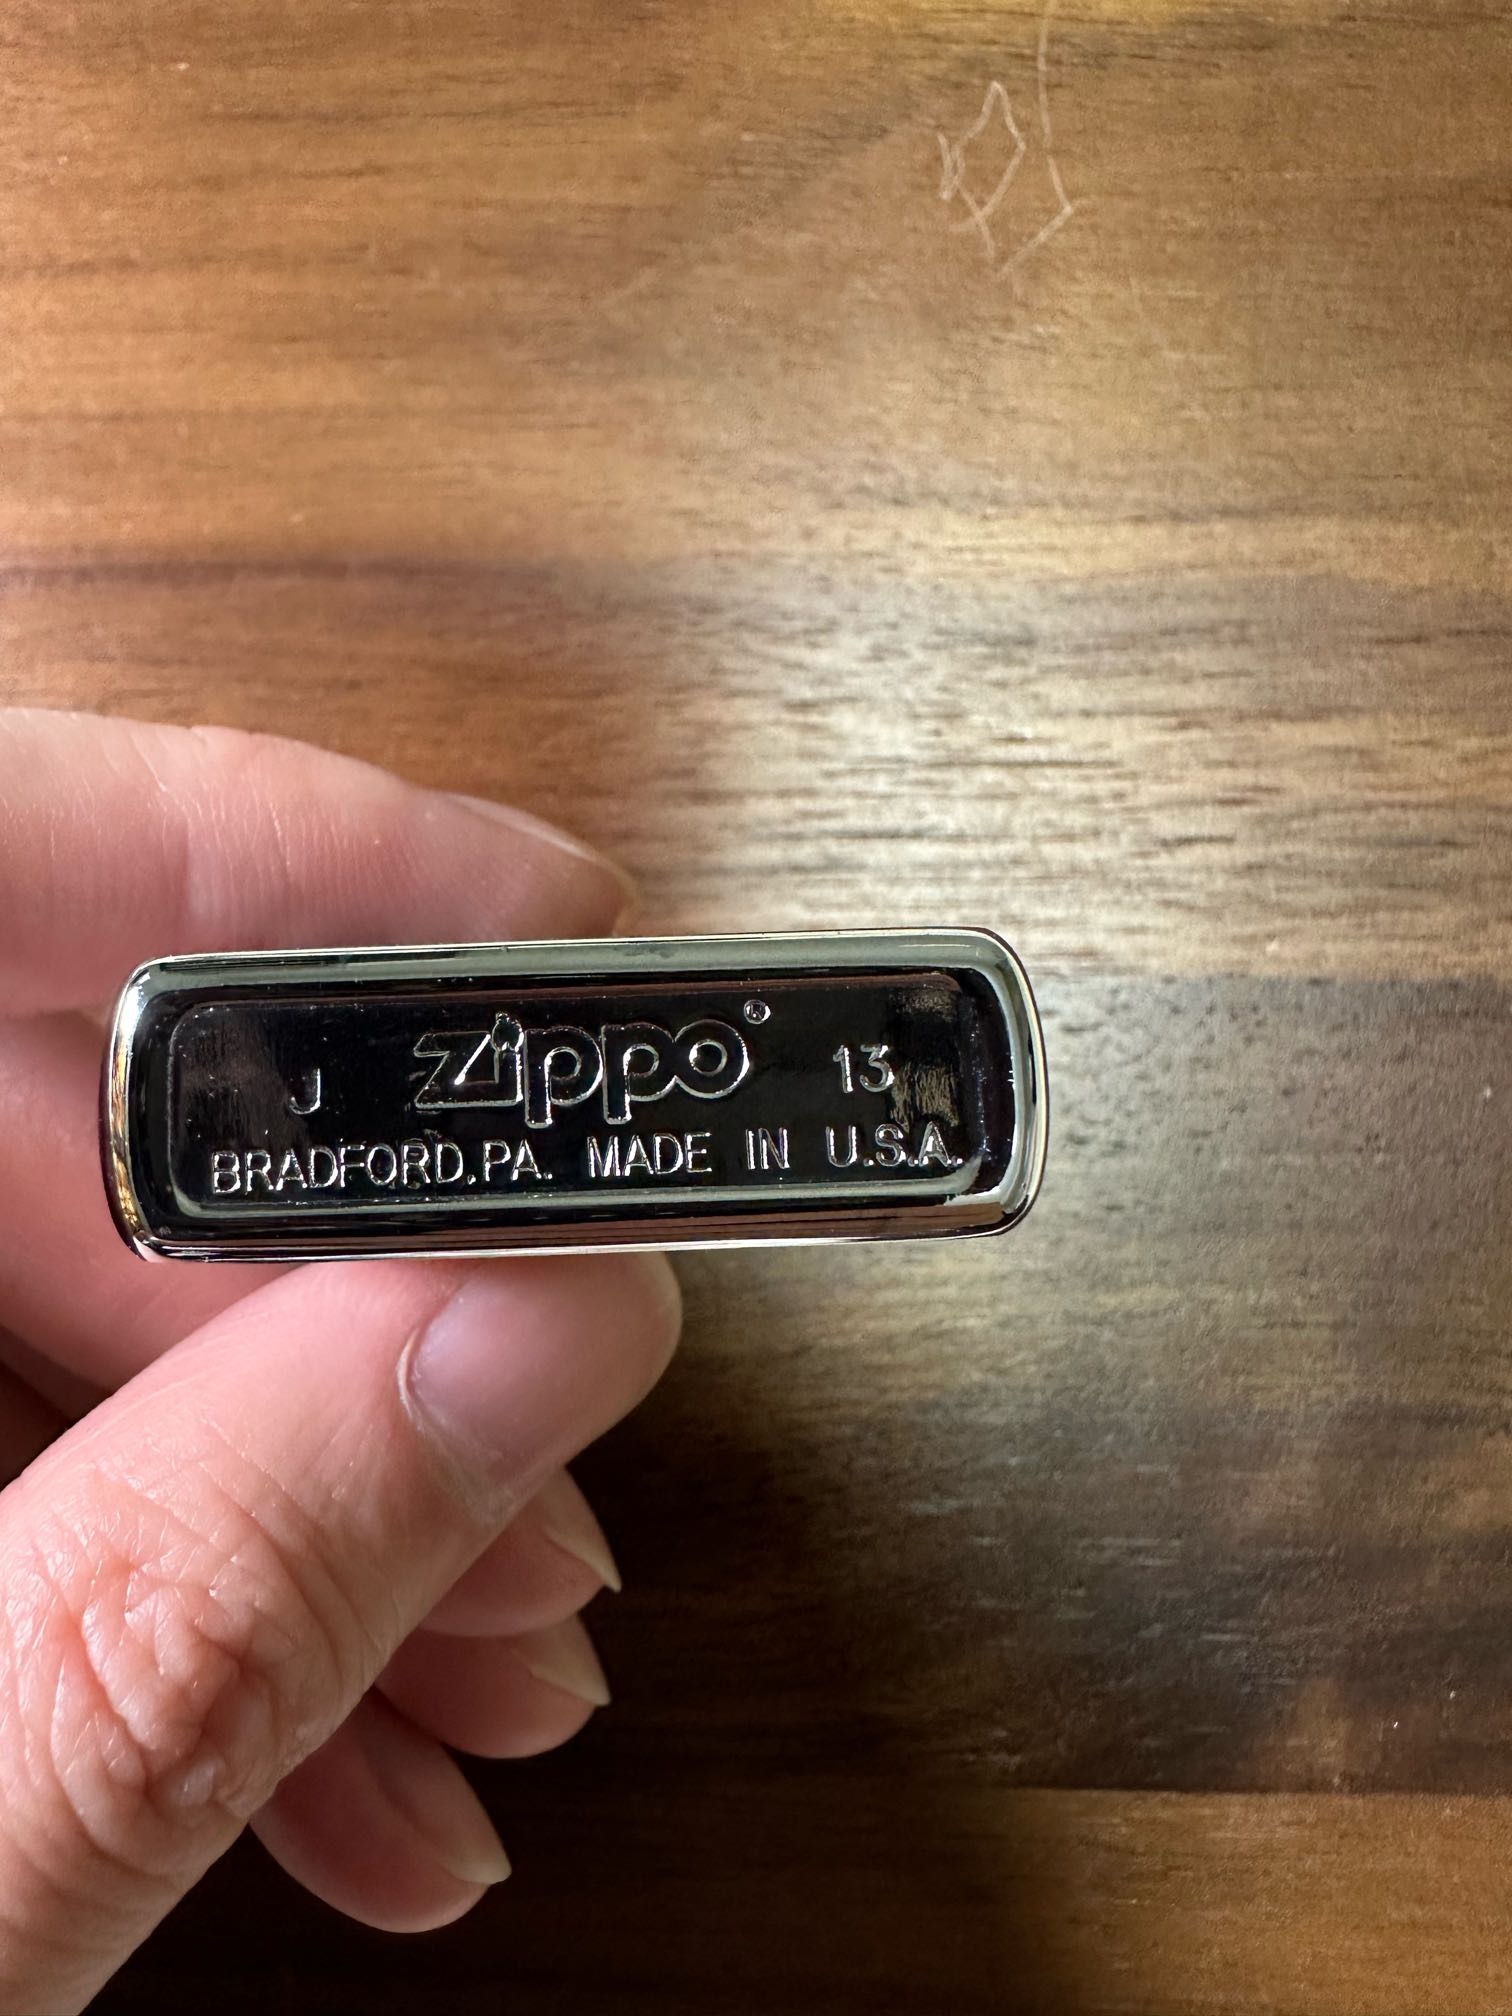 J zippo® 13
BRADFORD, PA. MADE IN U.S.A.